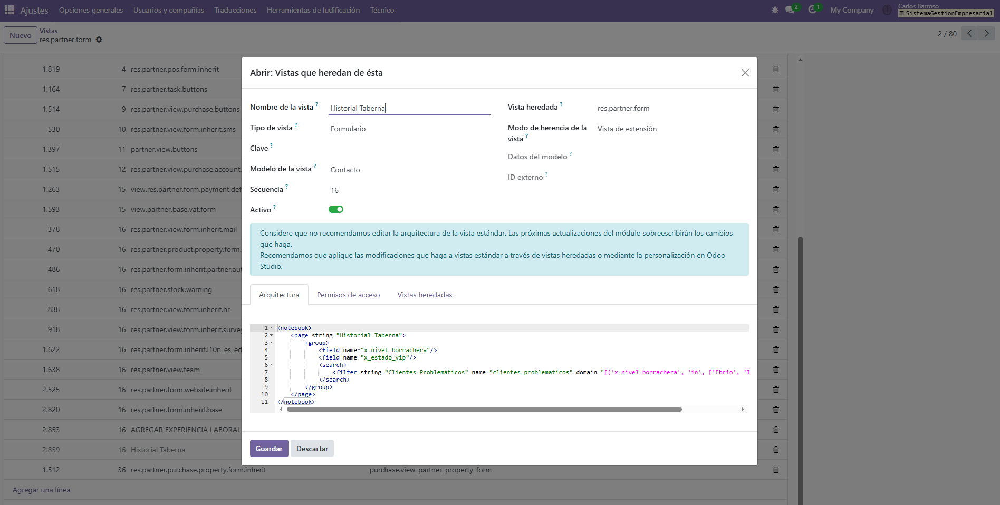 Ajustes Opciones generales Usuarios y compañías Traducciones Herramientas de ludificación Técnico 2 1 My Company Carlos Barroso
SistemaGestionEmpresarial
Nuevo Vistas
res.partner.form 2 / 80
1.819 4 res.partner.pos.form.inherit
1.164 7 res.partner.task.buttons
1.514 9 res.partner.view.purchase.buttons
530 10 res.partner.view.form.inherit.sms
1.397 11 partner.view.buttons
1.515 12 res.partner.view.purchase.account.
1.263 15 view.res.partner.form.payment.def
1.593 15 view.partner.base.vat.form
378 16 res.partner.view.form.inherit.mail
470 16 res.partner.product.property.form.
486 16 res.partner.form.inherit.partner.au
618 16 res.partner.stock.warning
838 16 res.partner.view.form.inherit.hr
918 16 res.partner.view.form.inherit.survey
1.622 16 res.partner.form.inherit.l10n_es_ed
1.638 16 res.partner.view.team
2.525 16 res.partner.form.website.inherit
2.820 16 res.partner.form.inherit.base
2.853 16 AGREGAR EXPERIENCIA LABORAL
2.859 16 Historial Taberna
1.512 36 res.partner.purchase.property.form.inherit purchase.view_partner_property_form
Agregar una línea
Abrir: Vistas que heredan de ésta
Nombre de la vista ? Historial Taberna
Tipo de vista ? Formulario
Clave ?
Modelo de la vista ? Contacto
Secuencia ? 16
Activo ?
Vista heredada ? res.partner.form
Modo de herencia de la
vista ? Vista de extensión
Datos del modelo ?
ID externo ?
Considere que no recomendamos editar la arquitectura de la vista estándar. Las próximas actualizaciones del módulo sobreescribirán los cambios
que haga.
Recomendamos que aplique las modificaciones que haga a vistas estándar a través de vistas heredadas o mediante la personalización en Odoo
Studio.
Arquitectura Permisos de acceso Vistas heredadas
1 <notebook>
2 <page string="Historial Taberna">
3 <group>
4 <field name="x_nivel_borrachera"/>
5 <field name="x_estado_vip"/>
6 <search>
7 <filter string="Clientes Problemáticos" name="clientes_problematicos" domain="[('x_nivel_borrachera', 'in', ['Ebrio', '
8 </search>
9 </group>
10 </page>
11 </notebook>
Guardar Descartar